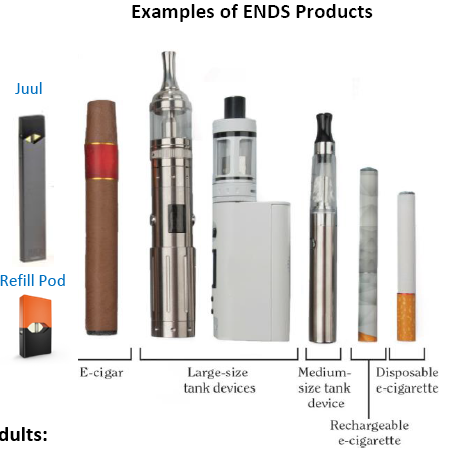 Examples of ENDS Products
Juul
Refill Pod
E-cigar
Large-size
tank devices
Medium-
size tank
device
Disposable
e-cigarette
Rechargeable
e-cigarette
dults: